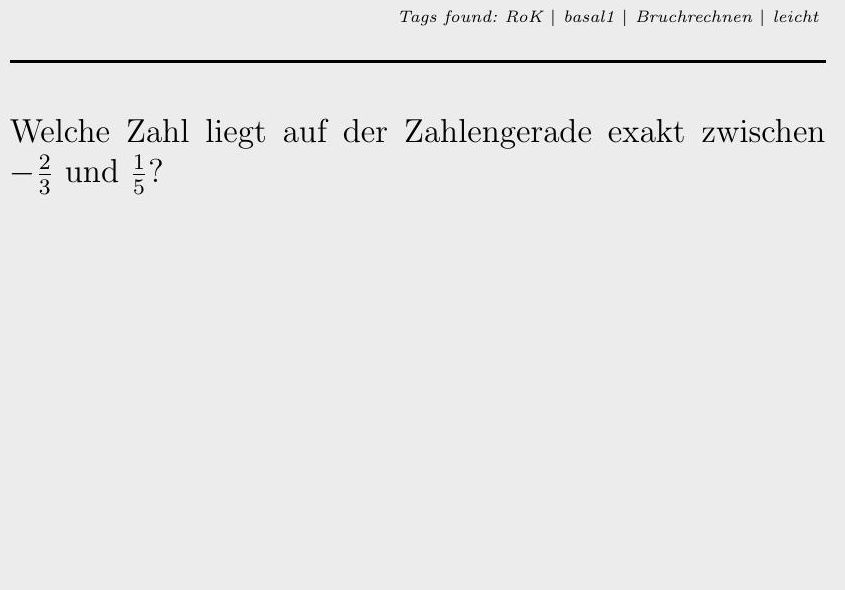 Tags found: RoK | basal1 | Bruchrechnen | leicht
Welche Zahl liegt auf der Zahlengerade exakt zwischen
$-\frac{2}{3}$ und $\frac{1}{5}$?